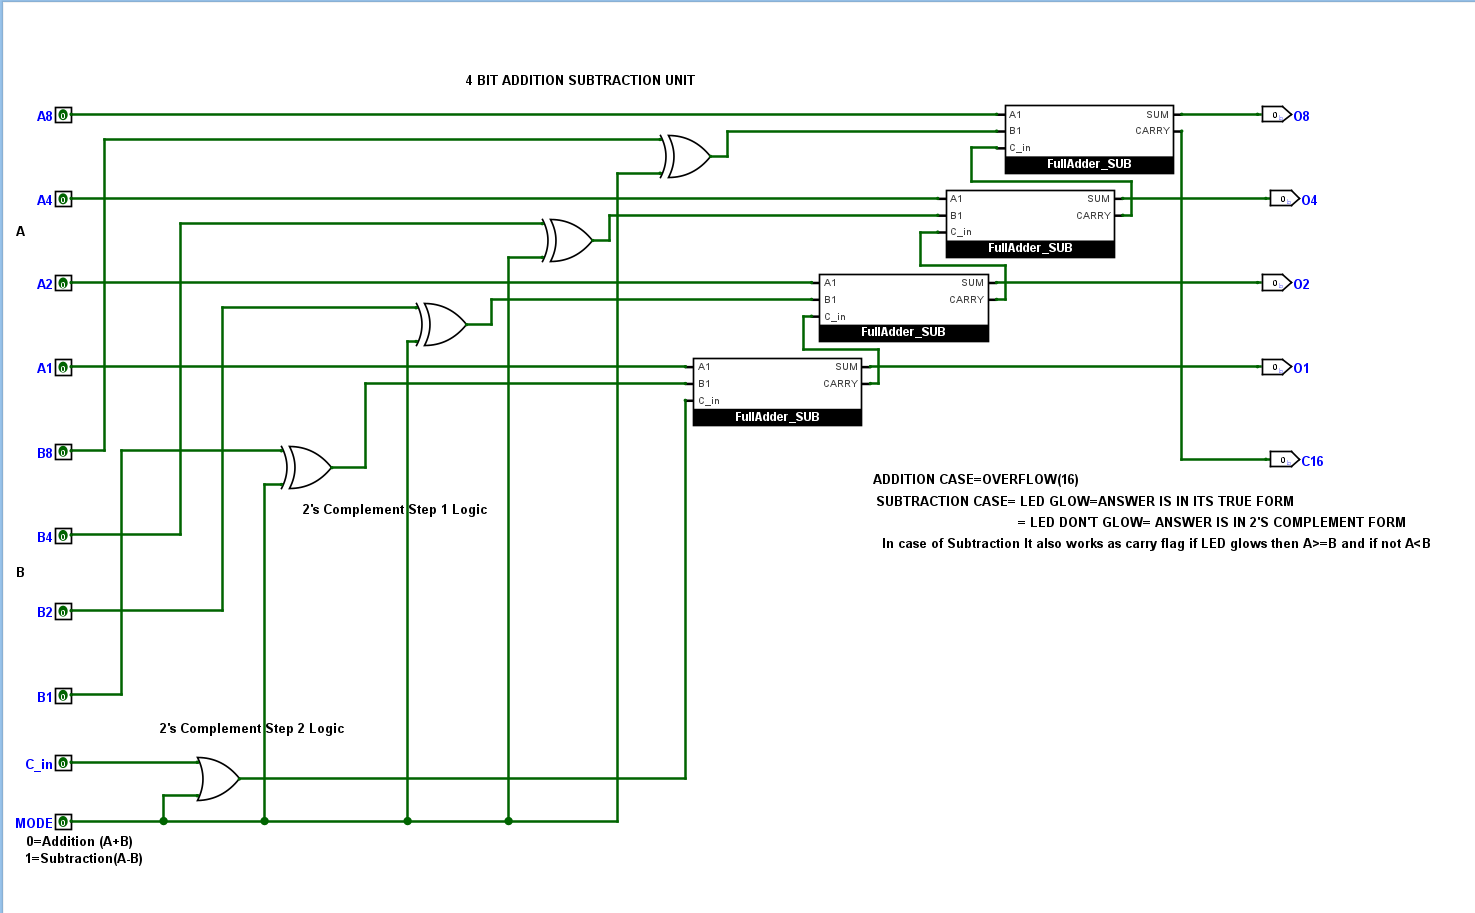 4 BIT ADDITION SUBTRACTION UNIT
A8 0
A1 SUM
B1 CARRY
C_in
FullAdder_SUB
0 O8
A4 0
A1 SUM
B1 CARRY
C_in
FullAdder_SUB
0 O4
A
A2 0
A1 SUM
B1 CARRY
C_in
FullAdder_SUB
0 O2
A1 0
A1 SUM
B1 CARRY
C_in
FullAdder_SUB
0 O1
B8 0
0 C16
ADDITION CASE=OVERFLOW(16)
SUBTRACTION CASE= LED GLOW=ANSWER IS IN ITS TRUE FORM
= LED DON'T GLOW= ANSWER IS IN 2'S COMPLEMENT FORM
In case of Subtraction It also works as carry flag if LED glows then A>=B and if not A<B
2's Complement Step 1 Logic
B4 0
B
B2 0
B1 0
2's Complement Step 2 Logic
C_in 0
MODE 0
0=Addition (A+B)
1=Subtraction(A-B)